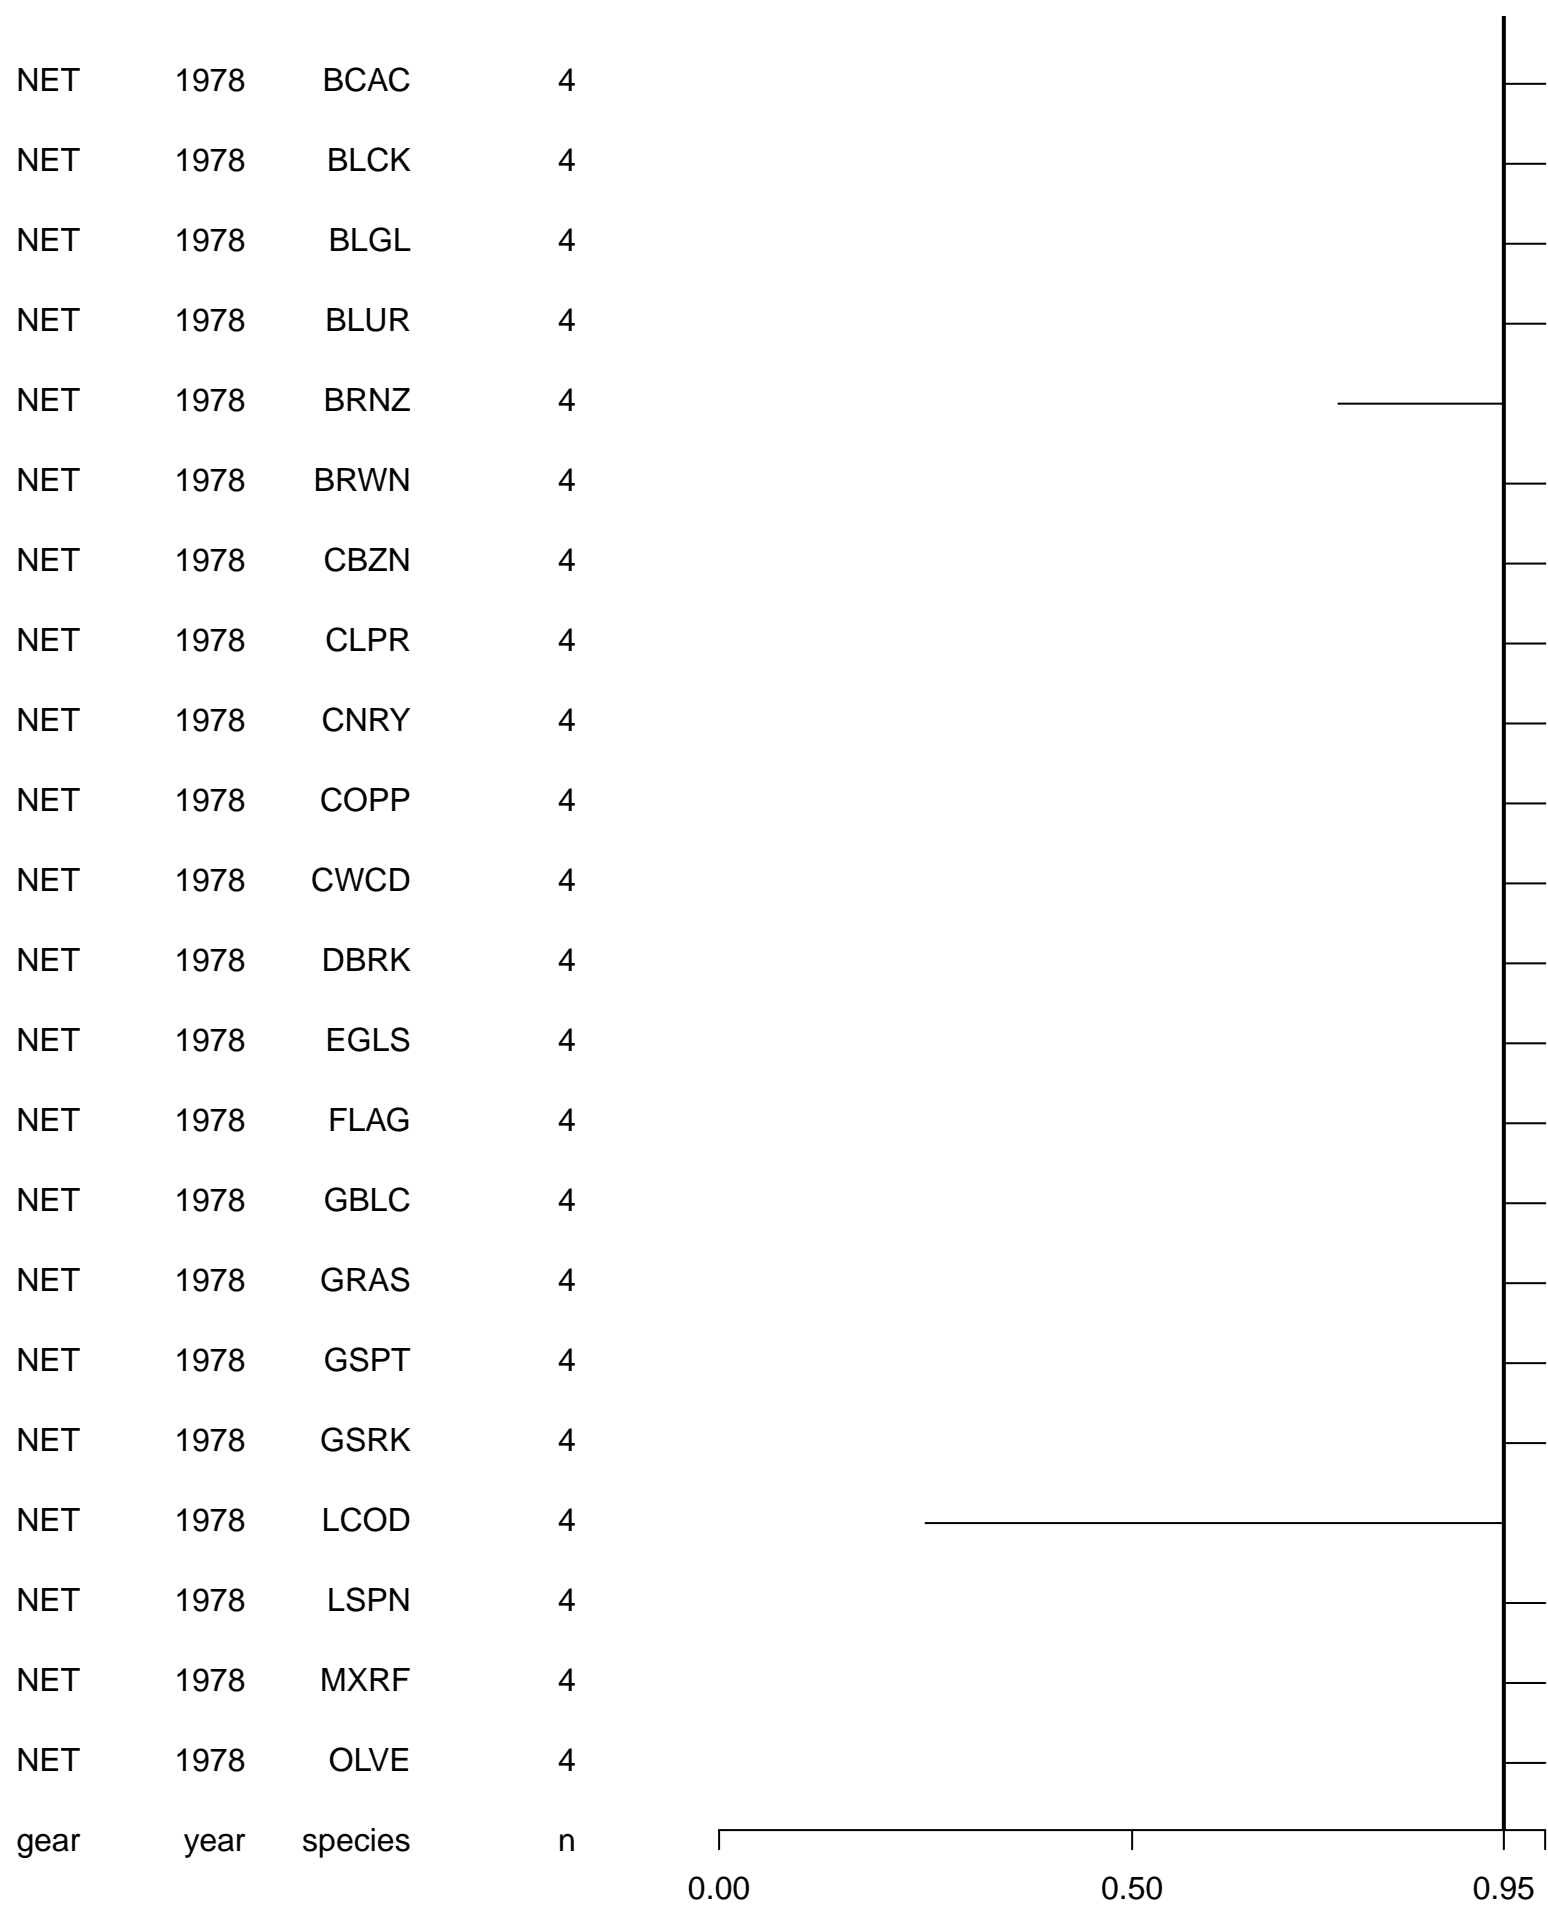 NET 1978 BCAC 4
NET 1978 BLCK 4
NET 1978 BLGL 4
NET 1978 BLUR 4
NET 1978 BRNZ 4
NET 1978 BRWN 4
NET 1978 CBZN 4
NET 1978 CLPR 4
NET 1978 CNRY 4
NET 1978 COPP 4
NET 1978 CWCD 4
NET 1978 DBRK 4
NET 1978 EGLS 4
NET 1978 FLAG 4
NET 1978 GBLC 4
NET 1978 GRAS 4
NET 1978 GSPT 4
NET 1978 GSRK 4
NET 1978 LCOD 4
NET 1978 LSPN 4
NET 1978 MXRF 4
NET 1978 OLVE 4
gear year species n
0.00 0.50 0.95